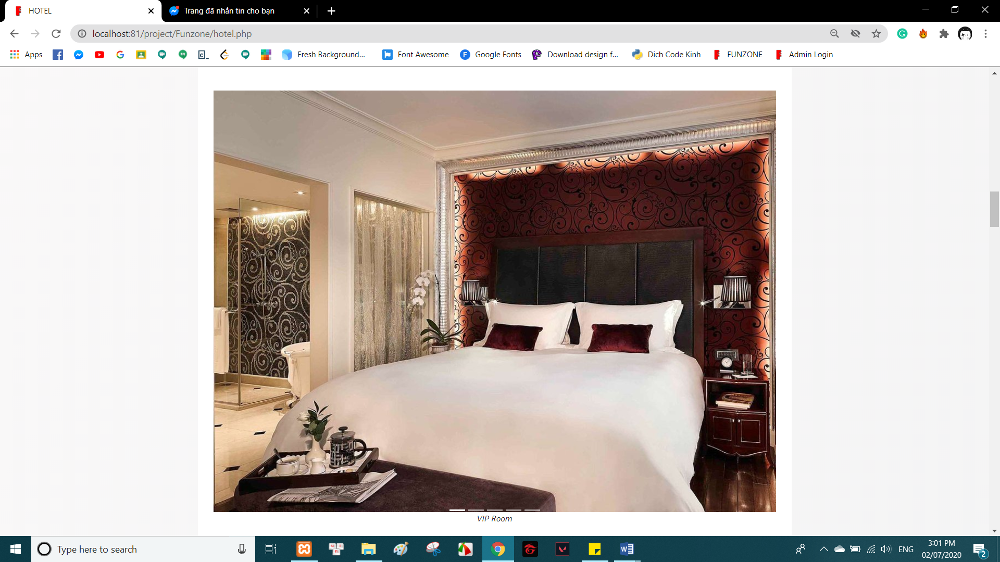 HOTEL
Trang đã nhắn tin cho bạn
localhost:81/project/Funzone/hotel.php
Apps
Fresh Background...
Font Awesome
Google Fonts
Download design f...
Dịch Code Kinh
FUNZONE
Admin Login
VIP Room
Type here to search
ENG
3:01 PM
02/07/2020
2